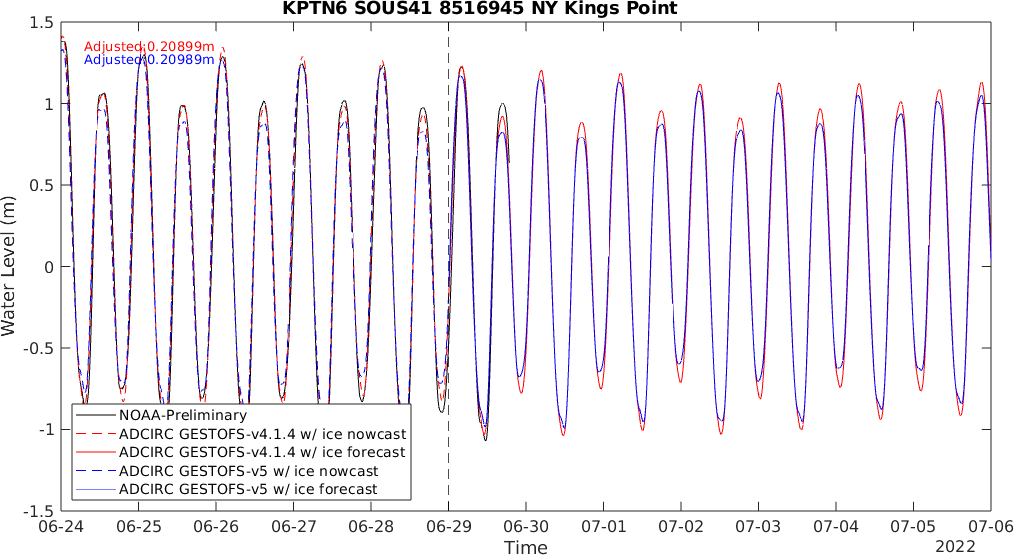 KPTN6 SOUS41 8516945 NY Kings Point
Adjusted 0.20899m
Adjusted 0.20989m
Water Level (m)
1.5
1
0.5
0
-0.5
-1
-1.5
NOAA-Preliminary
ADCIRC GESTOFS-v4.1.4 w/ ice nowcast
ADCIRC GESTOFS-v4.1.4 w/ ice forecast
ADCIRC GESTOFS-v5 w/ ice nowcast
ADCIRC GESTOFS-v5 w/ ice forecast
06-24 06-25 06-26 06-27 06-28 06-29 06-30 07-01 07-02 07-03 07-04 07-05 07-06
Time
2022